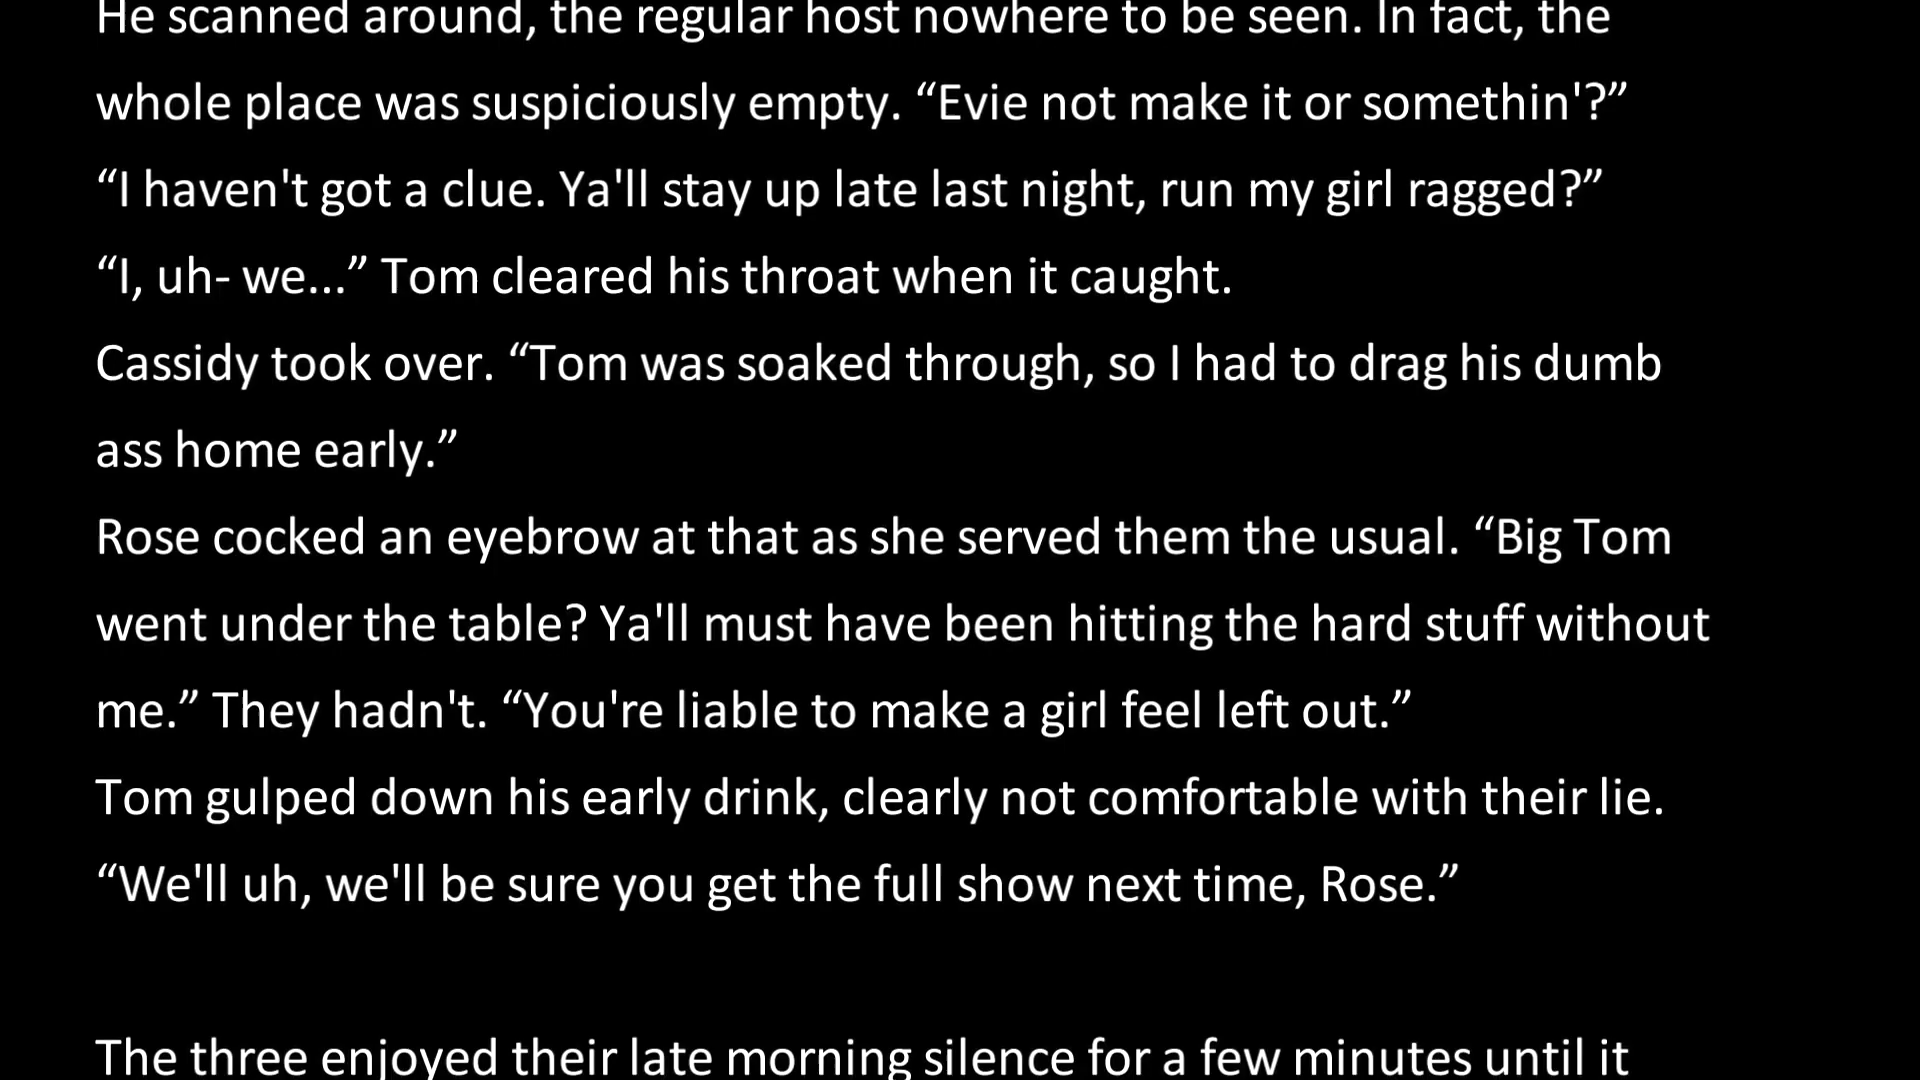 He scanned around, the regular host nowhere to be seen. In fact, the
whole place was suspiciously empty. “Evie not make it or somethin'?”
“I haven't got a clue. Ya'll stay up late last night, run my girl ragged?”
“I, uh- we...” Tom cleared his throat when it caught.
Cassidy took over. “Tom was soaked through, so I had to drag his dumb
ass home early.”
Rose cocked an eyebrow at that as she served them the usual. “Big Tom
went under the table? Ya'll must have been hitting the hard stuff without
me.” They hadn't. “You're liable to make a girl feel left out.”
Tom gulped down his early drink, clearly not comfortable with their lie.
“We'll uh, we'll be sure you get the full show next time, Rose.”
The three enjoyed their late morning silence for a few minutes until it